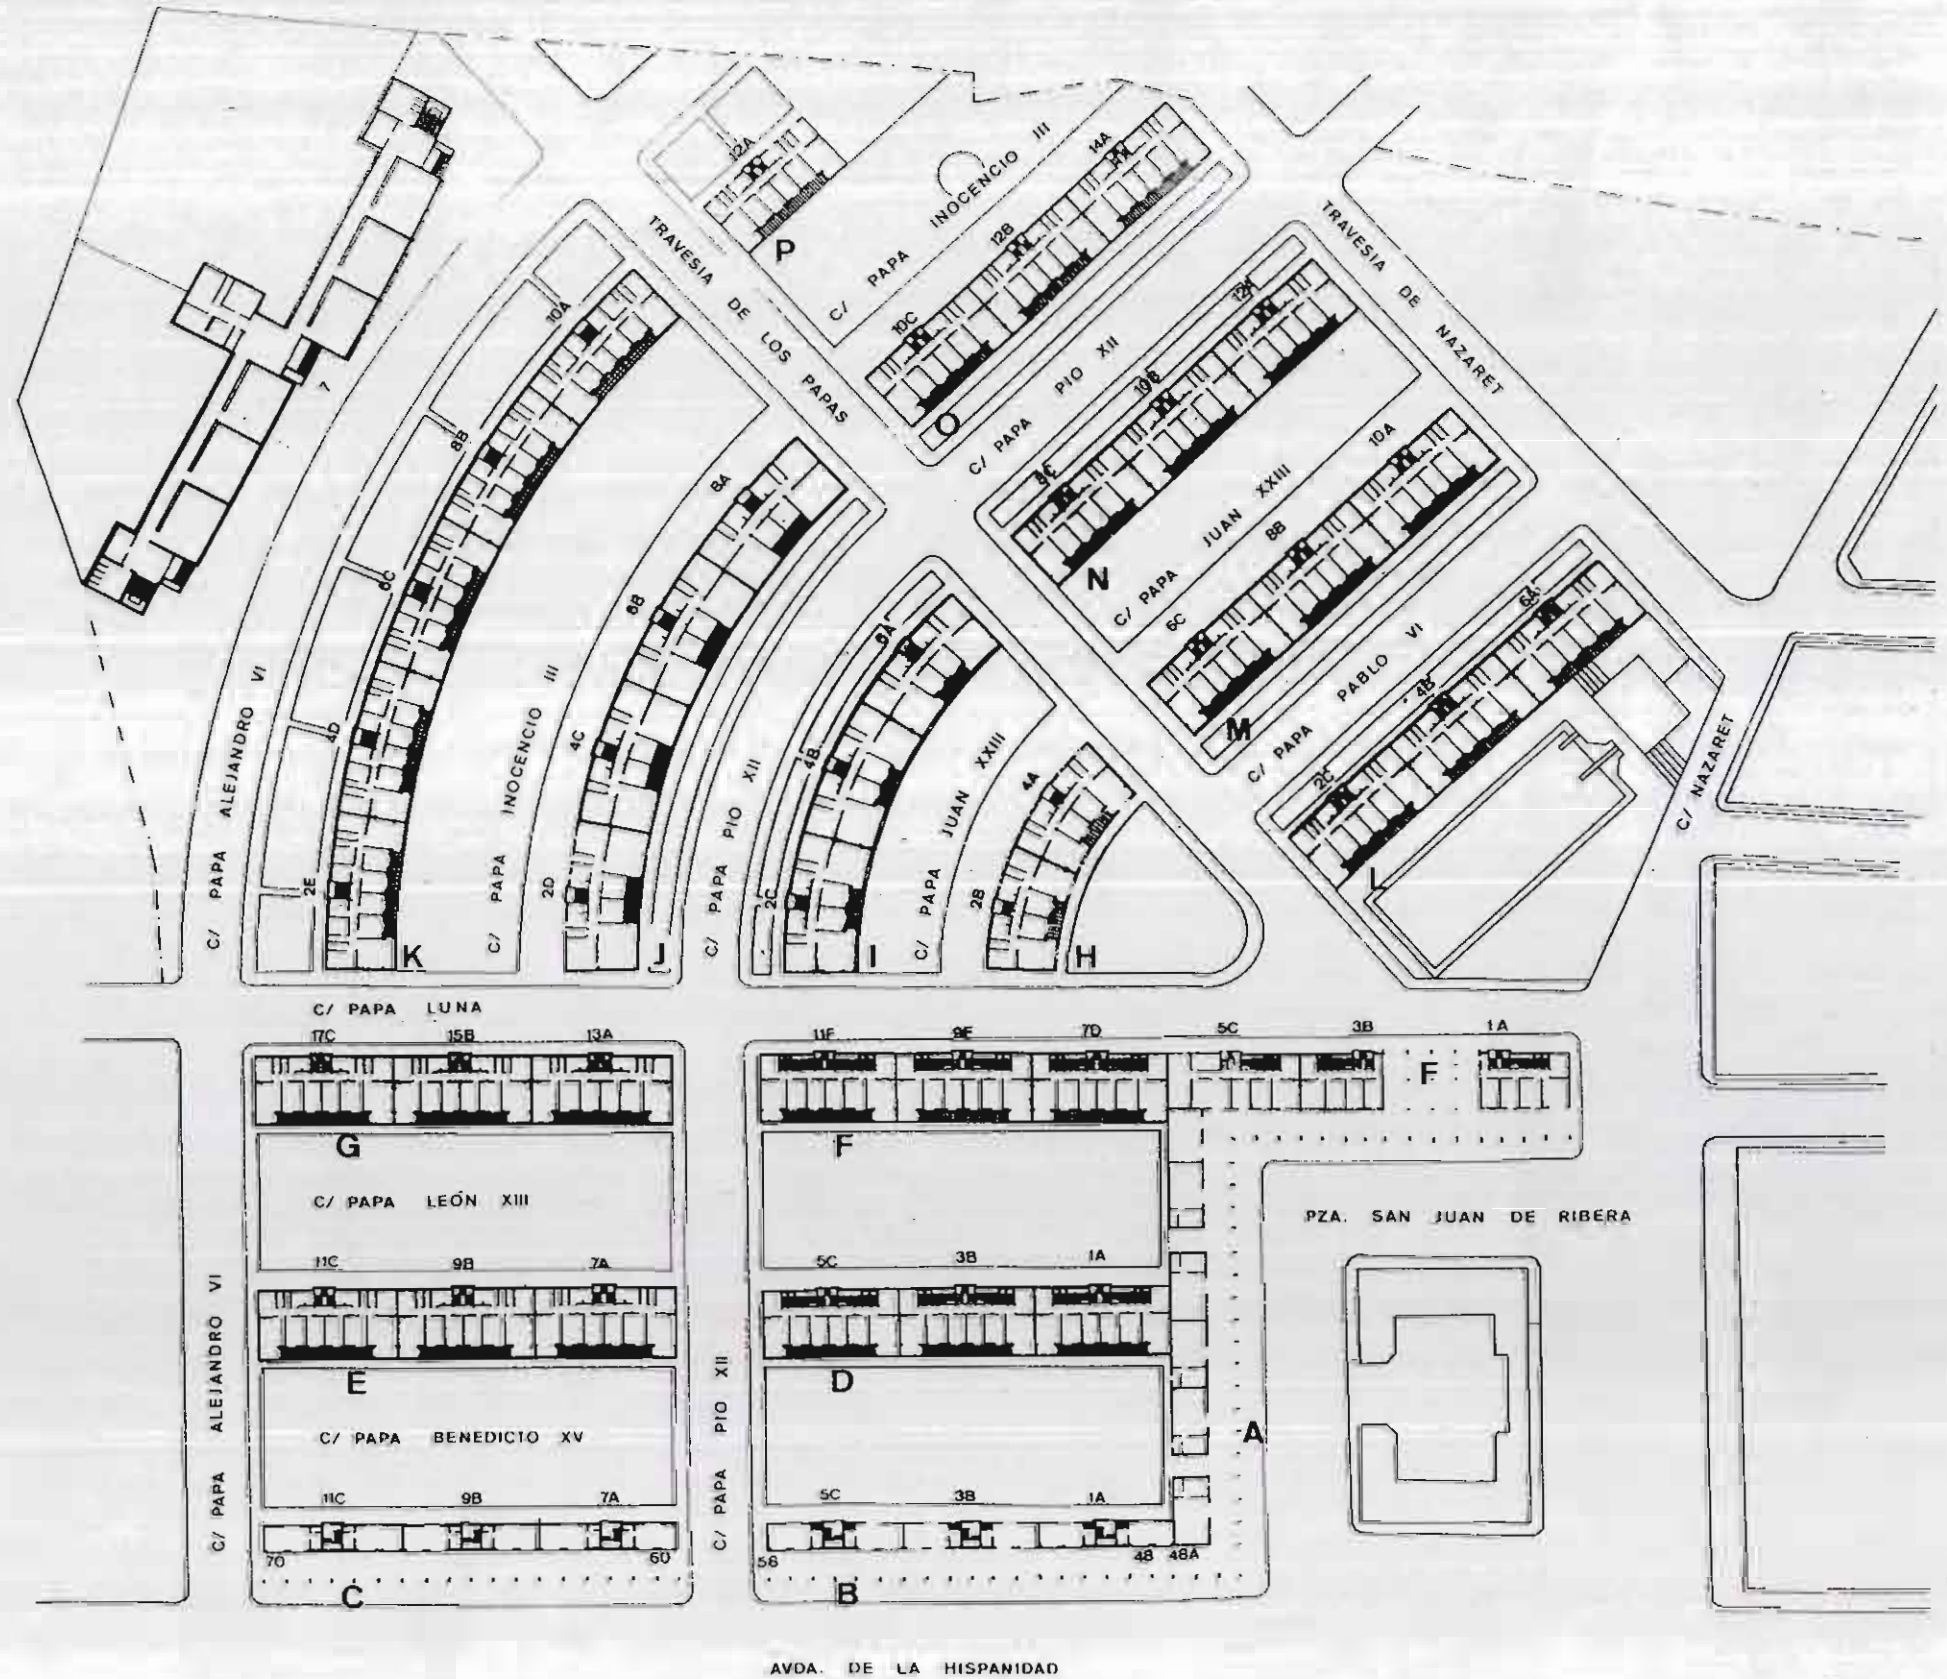 12A
C/ PAPA INOCENCIO III
14A
TRAVESIA DE LOS PAPAS
P
12B
10C
O
TRAVESIA DE NAZARET
10A
C/ PAPA PIO XII
12A
10B
8C
7
8B
8A
C/ PAPA JUAN XXIII
10A
N
8B
6C
6C
8B
C/ PAPA ALEJANDRO VI
C/ PAPA INOCENCIO III
4D
4C
2E
2D
K
J
C/ PAPA PIO XII
6A
4B
2C
I
C/ PAPA JUAN XXIII
4A
2B
H
M
C/ PAPA PABLO VI
6A
4B
2C
L
C/ NAZARET
C/ PAPA LUNA
17C 15B 13A 11F 9E 7D 5C 3B 1A
F
G F
C/ PAPA LEÓN XIII
PZA. SAN JUAN DE RIBERA
11C 9B 7A 5C 3B 1A
E D
C/ PAPA ALEJANDRO VI
C/ PAPA PIO XII
A
C/ PAPA BENEDICTO XV
11C 9B 7A 5C 3B 1A
70 60 58 48 48A
C B
AVDA. DE LA HISPANIDAD